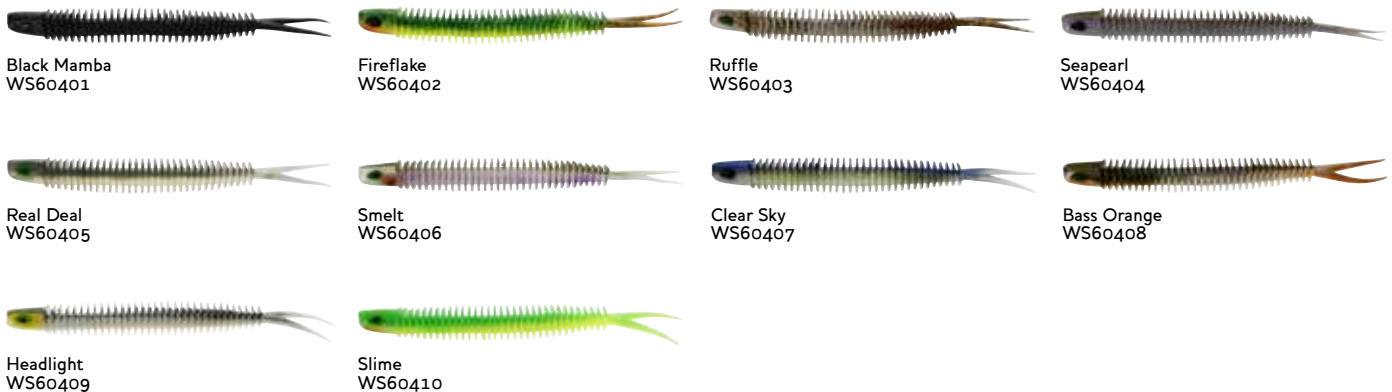 Black Mamba
WS60401
Fireflake
WS60402
Ruffle
WS60403
Seapearl
WS60404
Real Deal
WS60405
Smelt
WS60406
Clear Sky
WS60407
Bass Orange
WS60408
Headlight
WS60409
Slime
WS60410